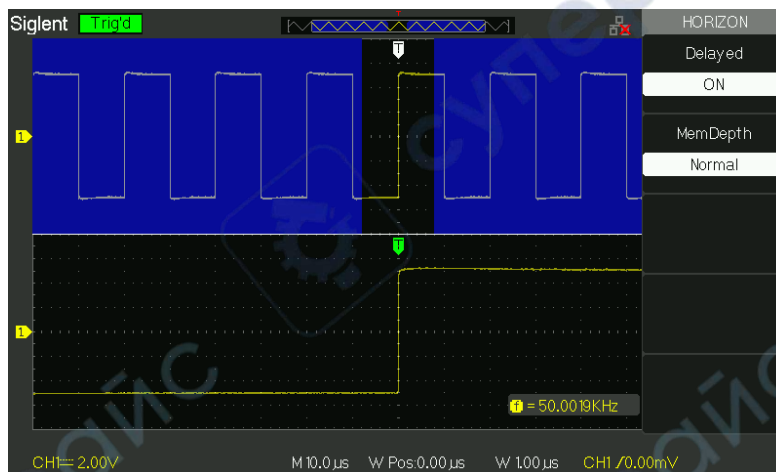 Siglent Trig'd HORIZON
T
Delayed
ON
MemDepth
Normal
T
1
T
1
f = 50.0019KHz
CH1 2.00V M 10.0µs W Pos:0.00µs W 1.00µs CH1 /0.00mV